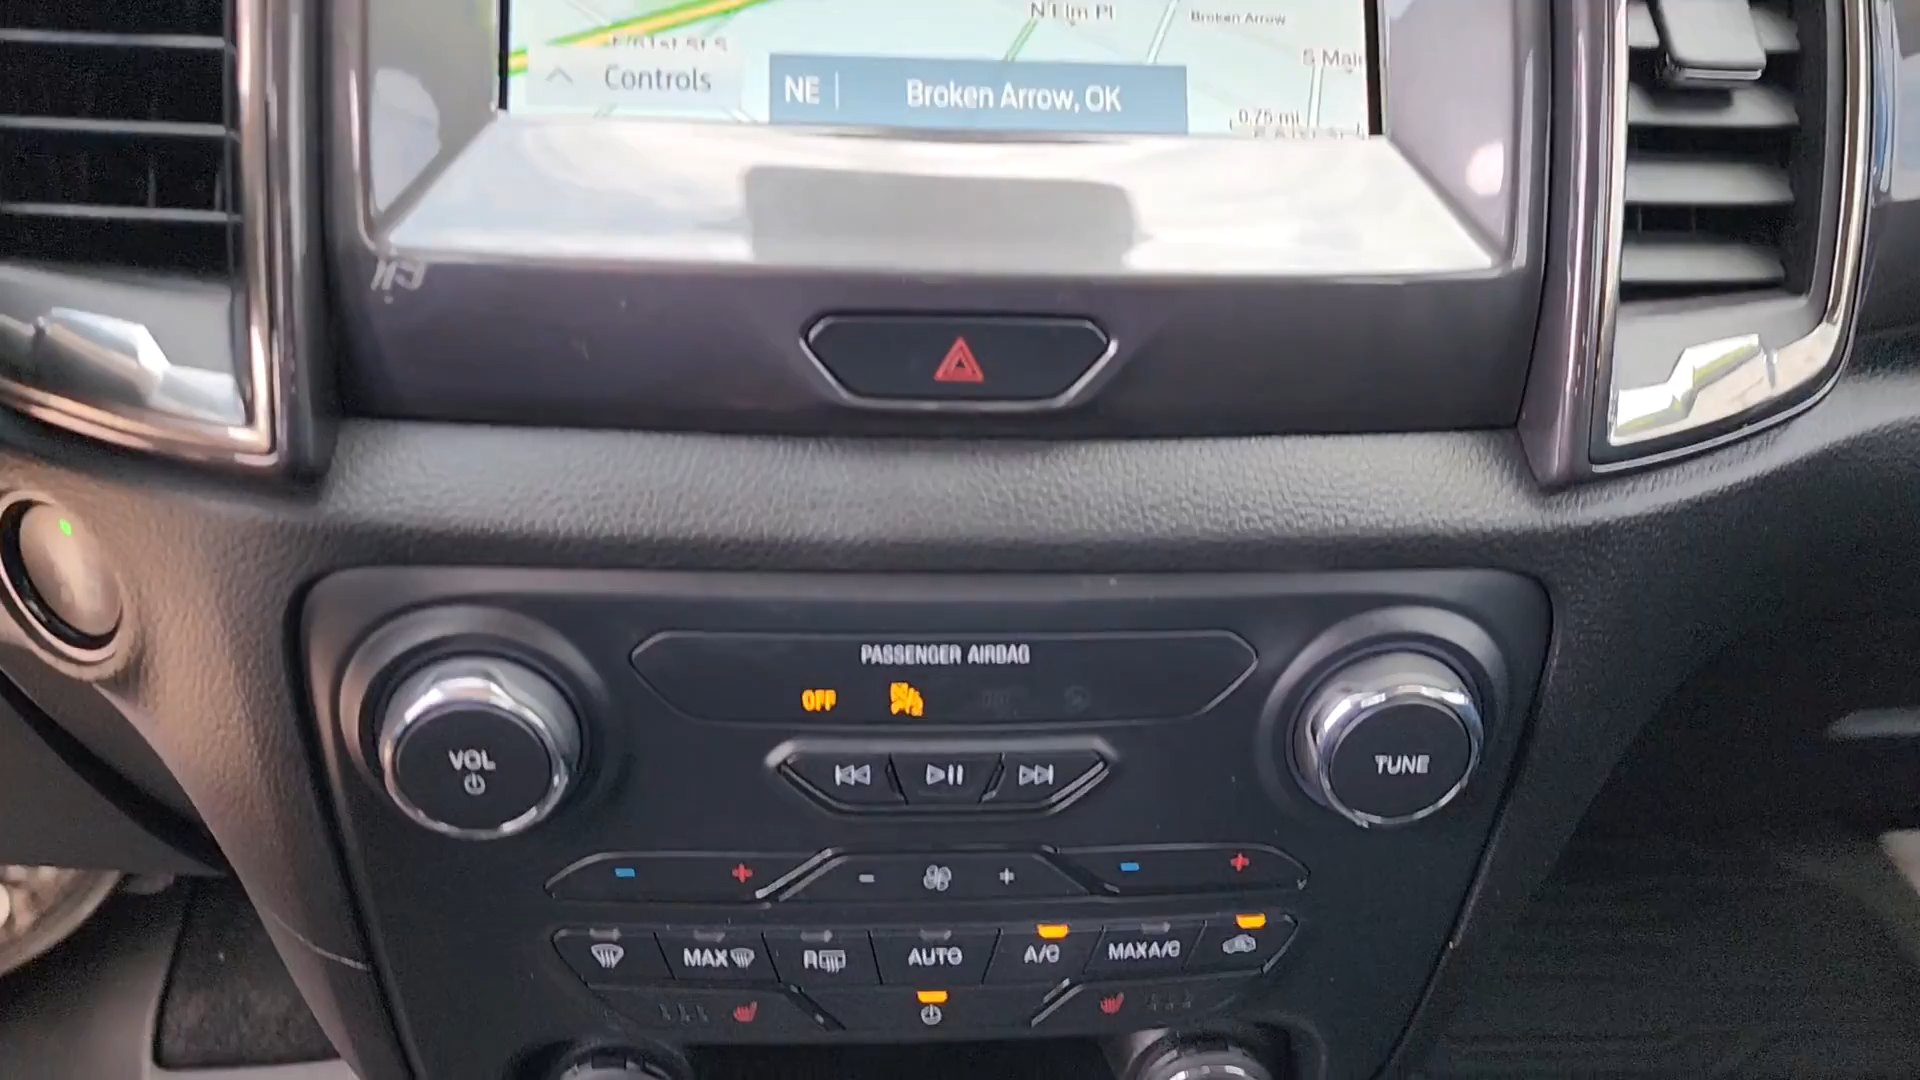 N Elm Pl
Broken Arrow
S Main
Controls
NE
Broken Arrow, OK
0.75 mi
PASSENGER AIRBAG
OFF
VOL
TUNE
MAX
R
AUTO
A/C
MAX A/C